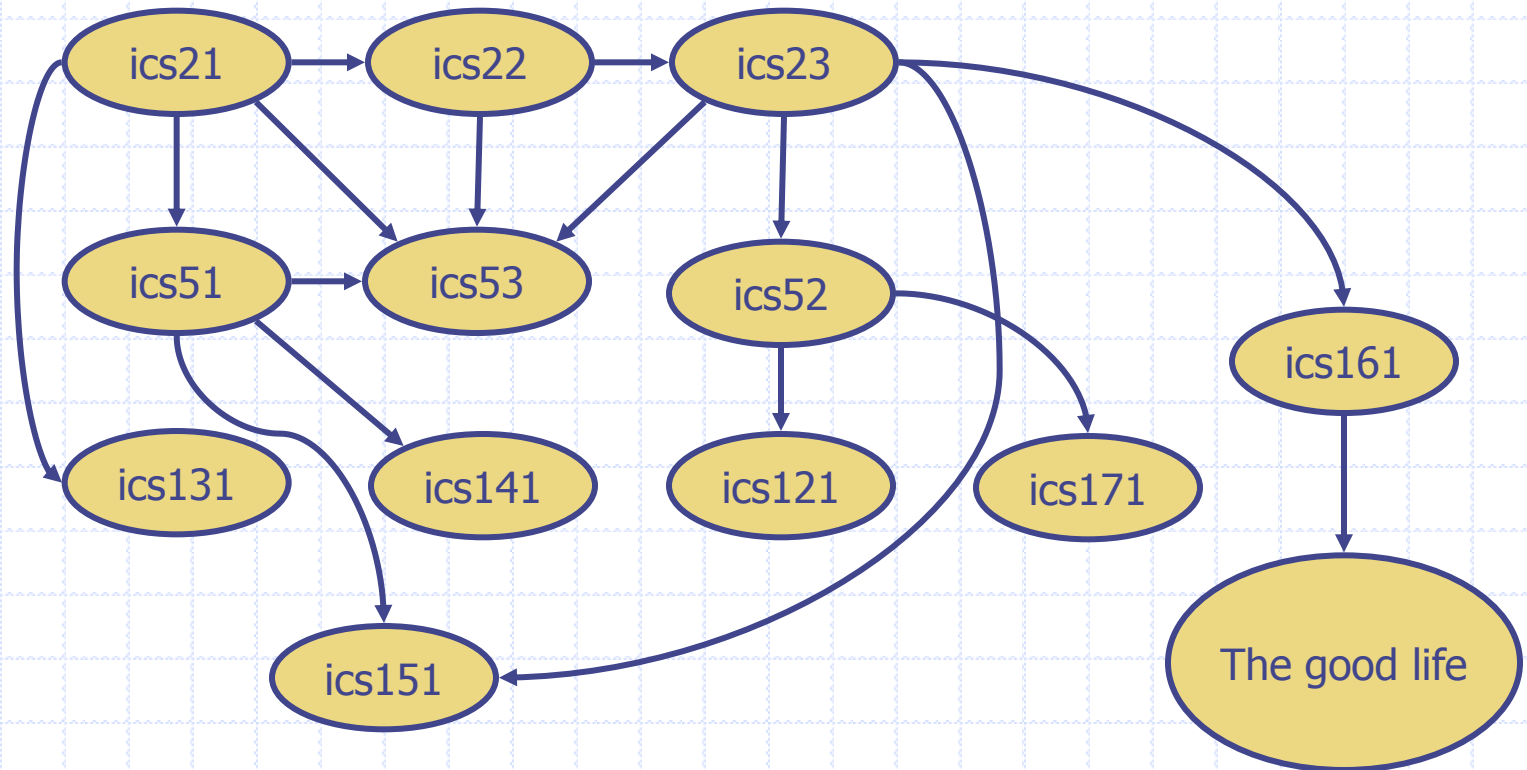 ics21
ics22
ics23
ics51
ics53
ics52
ics161
ics131
ics141
ics121
ics171
ics151
The good life